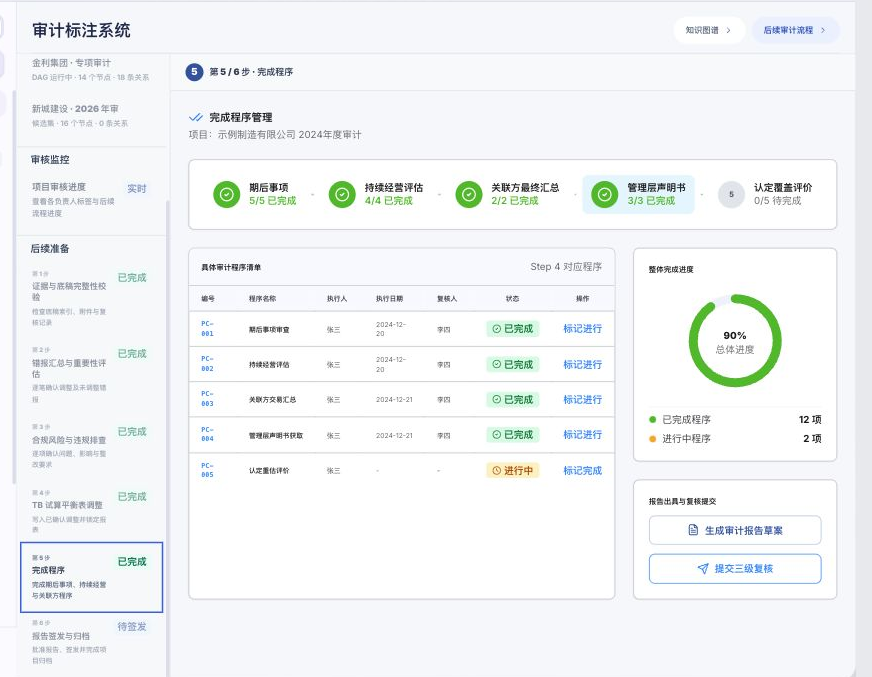 审计标注系统
知识图谱
后续审计流程
金利集团 · 专项审计
DAG 运行中 · 14 个节点 · 18 条关系
新城建设 · 2026 年审
候选集 · 16 个节点 · 0 条关系
审核监控
项目审核进度
实时
查看各负责人标签与后续
流程进度
后续准备
第 1 步
已完成
证据与底稿完整性校
验
检查底稿索引、附件与复
核记录
第 2 步
已完成
错报汇总与重要性评
估
逐笔确认调整及未调整错
报
第 3 步
已完成
合规风险与违规排查
逐项确认问题、影响与整
改要求
第 4 步
已完成
TB 试算平衡表调整
写入已确认调整并锁定报
表
第 5 步
已完成
完成程序
完成期后事项、持续经营
与关联方程序
第 6 步
待签发
报告签发与归档
批准报告、签发并完成项
目归档
5
第 5 / 6 步 · 完成程序
完成程序管理
项目：示例制造有限公司 2024年度审计
期后事项
5/5 已完成
持续经营评估
4/4 已完成
关联方最终汇总
2/2 已完成
管理层声明书
3/3 已完成
5
认定覆盖评价
0/5 待完成
具体审计程序清单
Step 4 对应程序
编号 程序名称 执行人 执行日期 复核人 状态 操作
PC-
001 期后事项审查 张三 2024-12-
20 李四 已完成 标记进行
PC-
002 持续经营评估 张三 2024-12-
20 李四 已完成 标记进行
PC-
003 关联方交易汇总 张三 2024-12-21 李四 已完成 标记进行
PC-
004 管理层声明书获取 张三 2024-12-21 李四 已完成 标记进行
PC-
005 认定重估评价 张三 - - 进行中 标记完成
整体完成进度
90%
总体进度
已完成程序 12 项
进行中程序 2 项
报告出具与复核提交
生成审计报告草案
提交三级复核